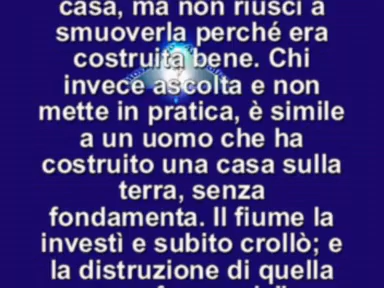 casa, ma non riuscì a
smuoverla perché era
costruita bene. Chi
invece ascolta e non
mette in pratica, è simile
a un uomo che ha
costruito una casa sulla
terra, senza
fondamenta. Il fiume la
investì e subito crollò; e
la distruzione di quella